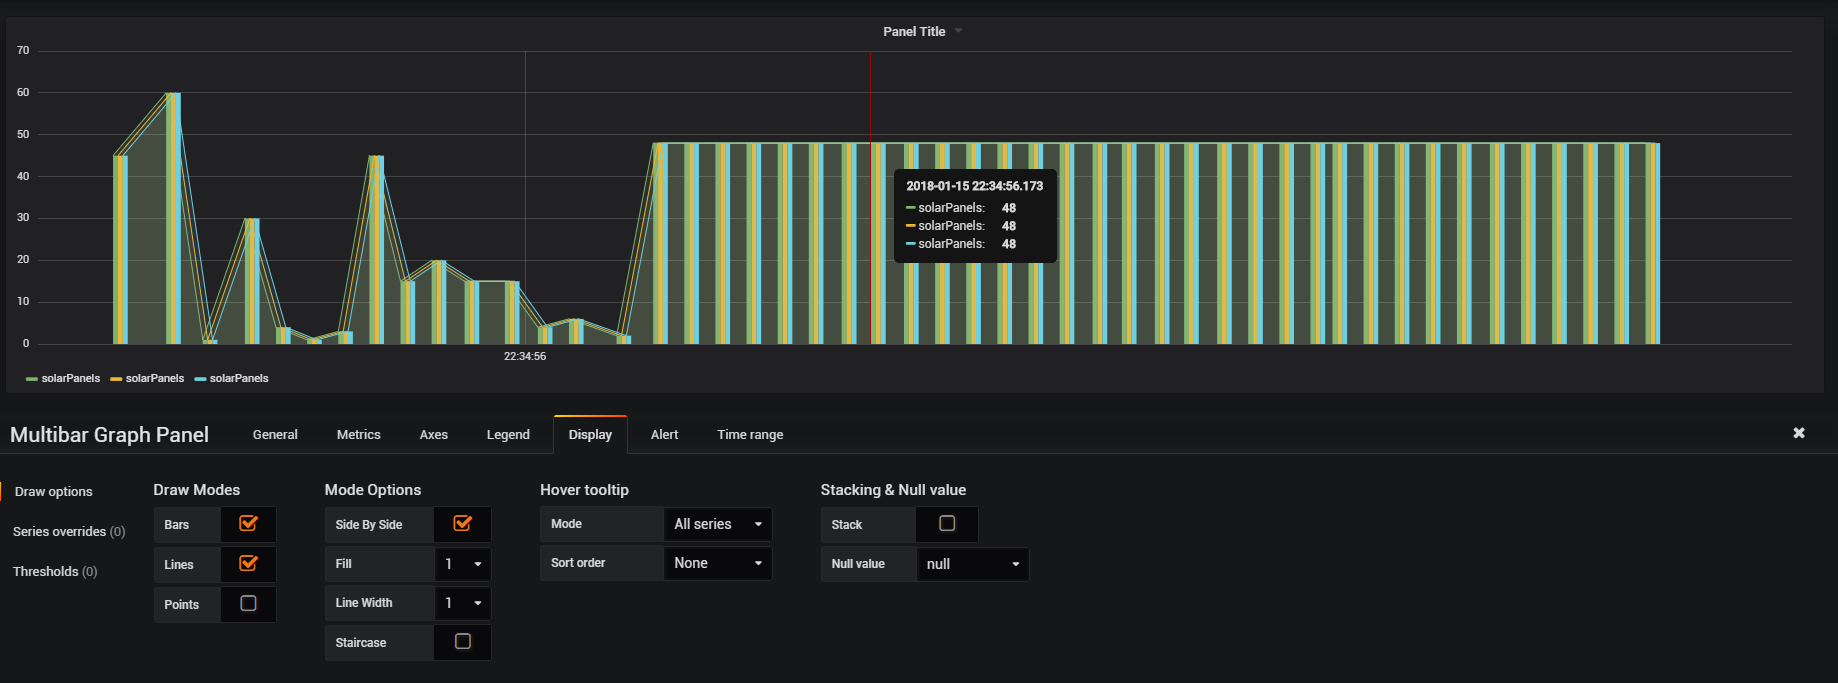 Panel Title
70
60
50
40
30
20
10
0
22:34:56
2018-01-15 22:34:56.173
solarPanels: 48
solarPanels: 48
solarPanels: 48
solarPanels solarPanels solarPanels
Multibar Graph Panel General Metrics Axes Legend Display Alert Time range
Draw options
Series overrides (0)
Thresholds (0)
Draw Modes
Bars
Lines
Points
Mode Options
Side By Side
Fill 1
Line Width 1
Staircase
Hover tooltip
Mode All series
Sort order None
Stacking & Null value
Stack
Null value null